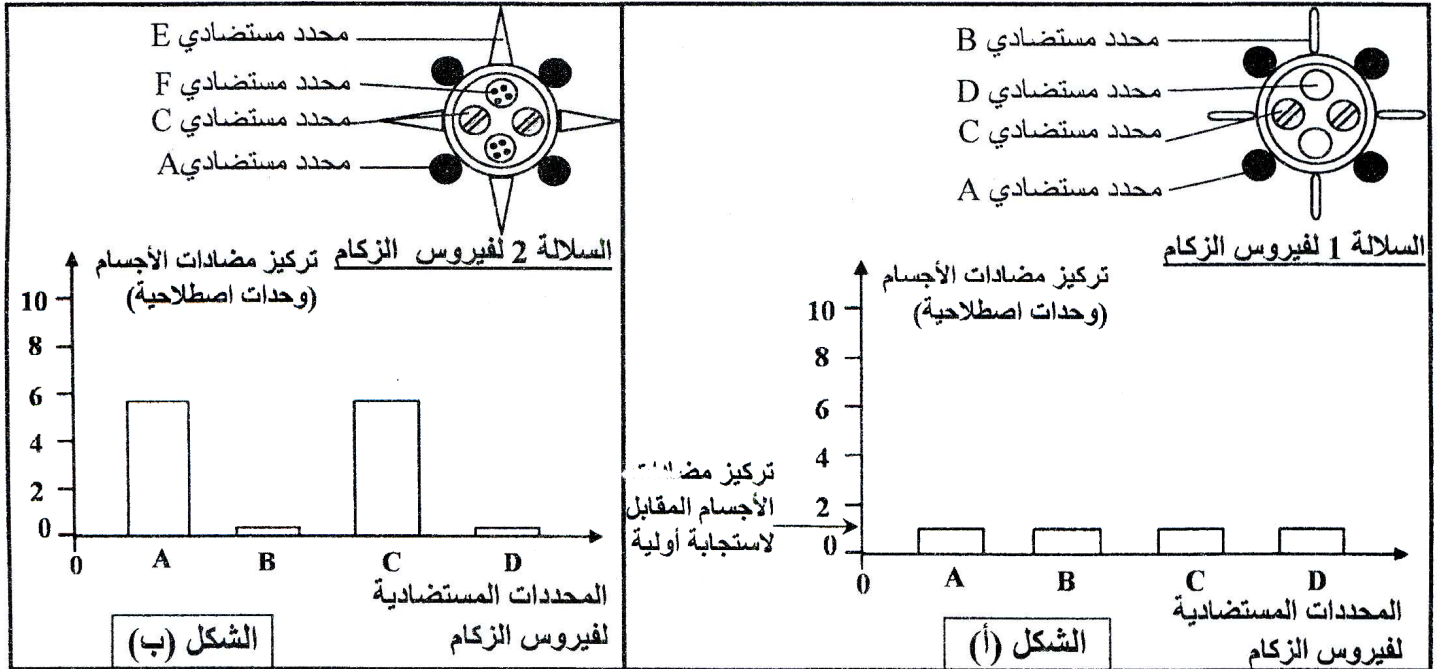 محدد مستضادي B
محدد مستضادي D
محدد مستضادي C
محدد مستضادي A
السلالة 1 لفيروس الزكام
تركيز مضادات الأجسام
(وحدات اصطلاحية)
10
8
6
4
2
0
تركيز
الأجسام المقابل
لاستجابة أولية
0 A B C D
المحددات المستضادية
لفيروس الزكام
الشكل (أ)
محدد مستضادي E
محدد مستضادي F
محدد مستضادي C
محدد مستضادي A
السلالة 2 لفيروس الزكام
تركيز مضادات الأجسام
(وحدات اصطلاحية)
10
8
6
4
2
0
0 A B C D
المحددات المستضادية
لفيروس الزكام
الشكل (ب)